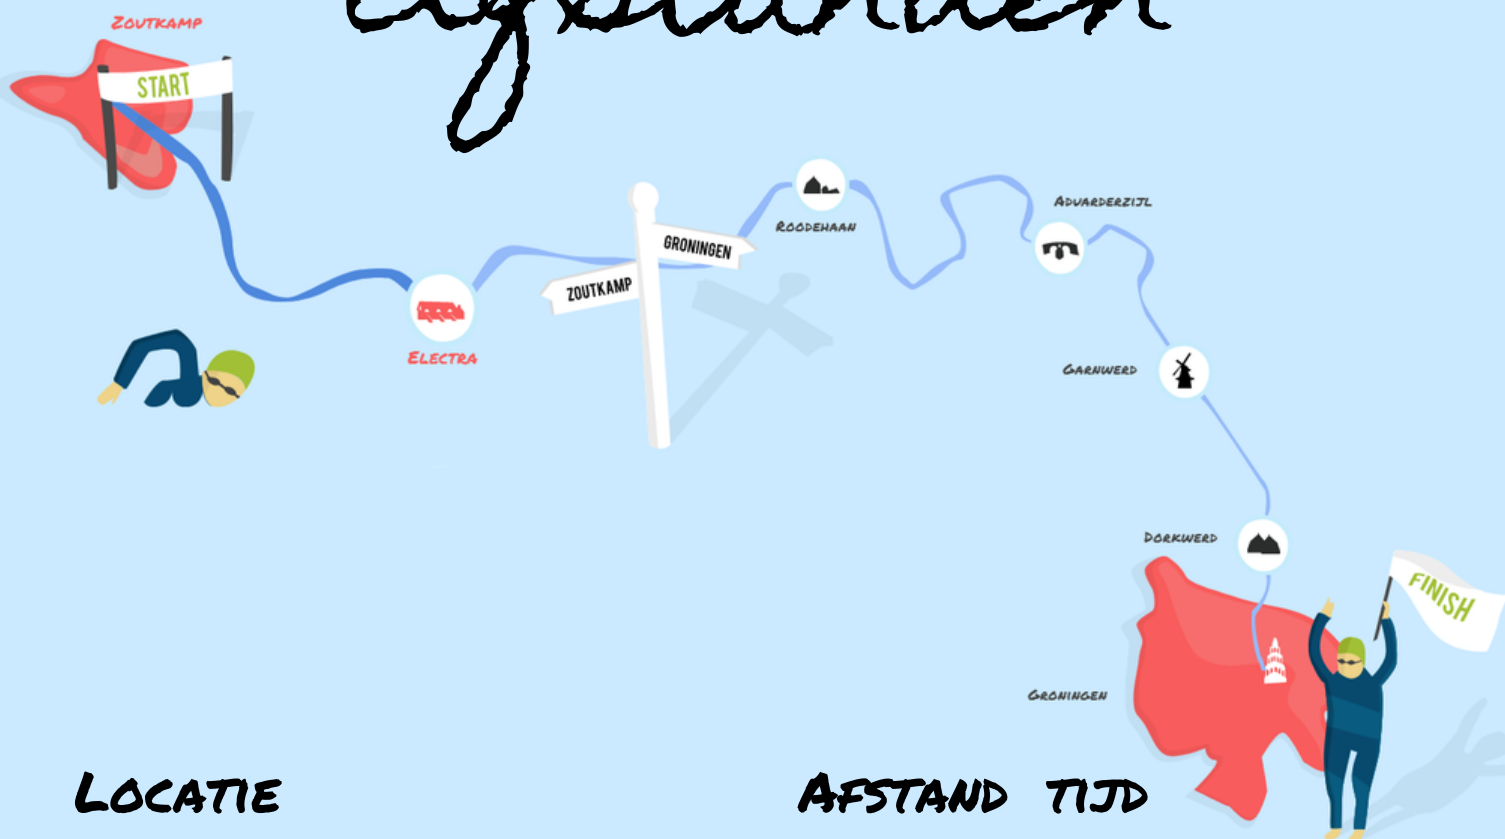 Zoutkamp
START
Roodehaan
Aduarderzijl
GRONINGEN
ZOUTKAMP
Electra
Garnwerd
Dorkwerd
FINISH
Groningen
Locatie
Afstand tijd